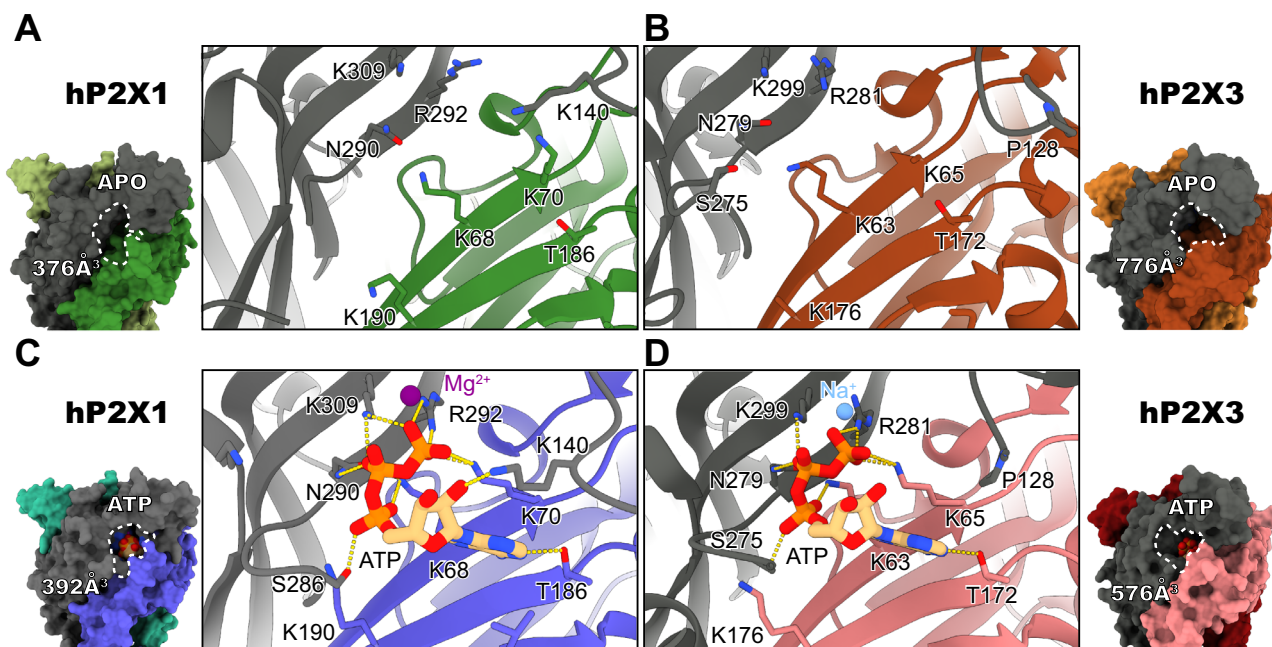 A
hP2X1
APO
376Å³
K309
R292
K140
N290
K70
K68
T186
K190
B
hP2X3
K299
R281
N279
P128
K65
S275
K63
T172
K176
APO
776Å³
C
hP2X1
ATP
392Å³
Mg²⁺
K309
R292
K140
N290
K70
ATP
K68
S286
T186
K190
D
hP2X3
Na⁺
K299
R281
N279
P128
K65
S275
ATP
K63
T172
K176
ATP
576Å³